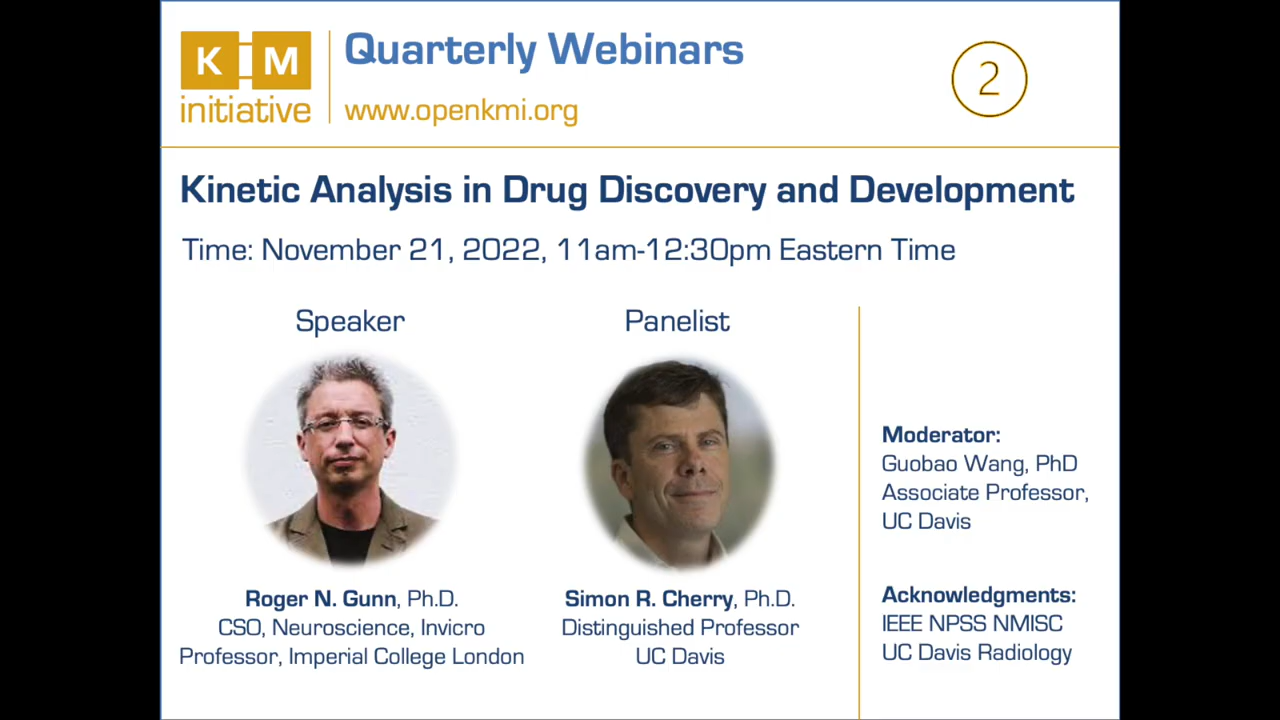 K M
initiative
Quarterly Webinars
www.openkmi.org
2
Kinetic Analysis in Drug Discovery and Development
Time: November 21, 2022, 11am-12:30pm Eastern Time
Speaker
Roger N. Gunn, Ph.D.
CSO, Neuroscience, Invicro
Professor, Imperial College London
Panelist
Simon R. Cherry, Ph.D.
Distinguished Professor
UC Davis
Moderator:
Guobao Wang, PhD
Associate Professor,
UC Davis
Acknowledgments:
IEEE NPSS NMISC
UC Davis Radiology